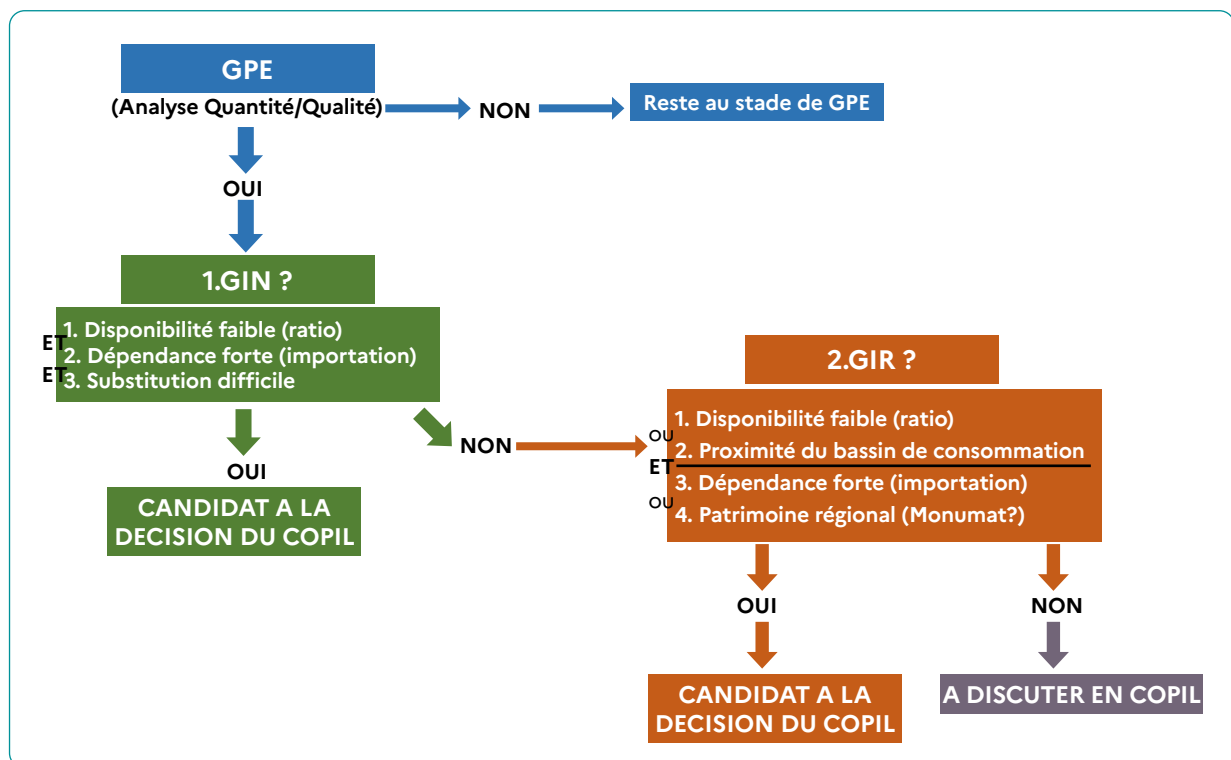 GPE
(Analyse Quantité/Qualité)
NON
Reste au stade de GPE
OUI
1.GIN ?
1. Disponibilité faible (ratio)
ET
2. Dépendance forte (importation)
ET
3. Substitution difficile
NON
OUI
CANDIDAT A LA
DECISION DU COPIL
2.GIR ?
1. Disponibilité faible (ratio)
OU
2. Proximité du bassin de consommation
ET
3. Dépendance forte (importation)
OU
4. Patrimoine régional (Monumat?)
OUI
NON
CANDIDAT A LA
DECISION DU COPIL
A DISCUTER EN COPIL